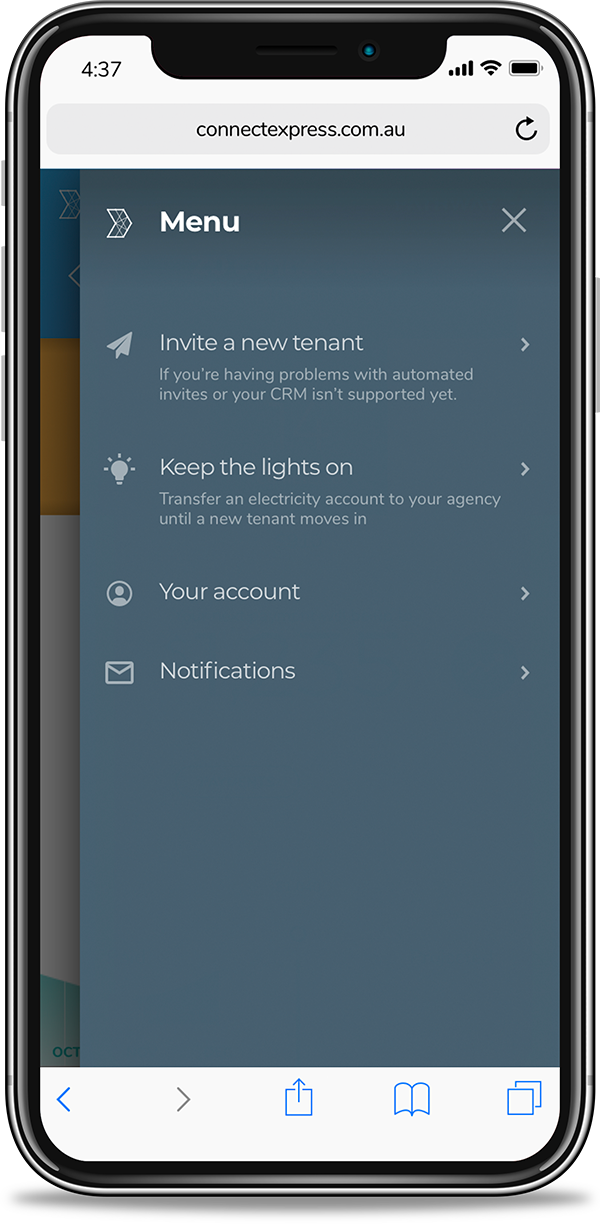 4:37
connectexpress.com.au
Menu
Invite a new tenant
If you're having problems with automated
invites or your CRM isn't supported yet.
Keep the lights on
Transfer an electricity account to your agency
until a new tenant moves in
Your account
Notifications
OCT